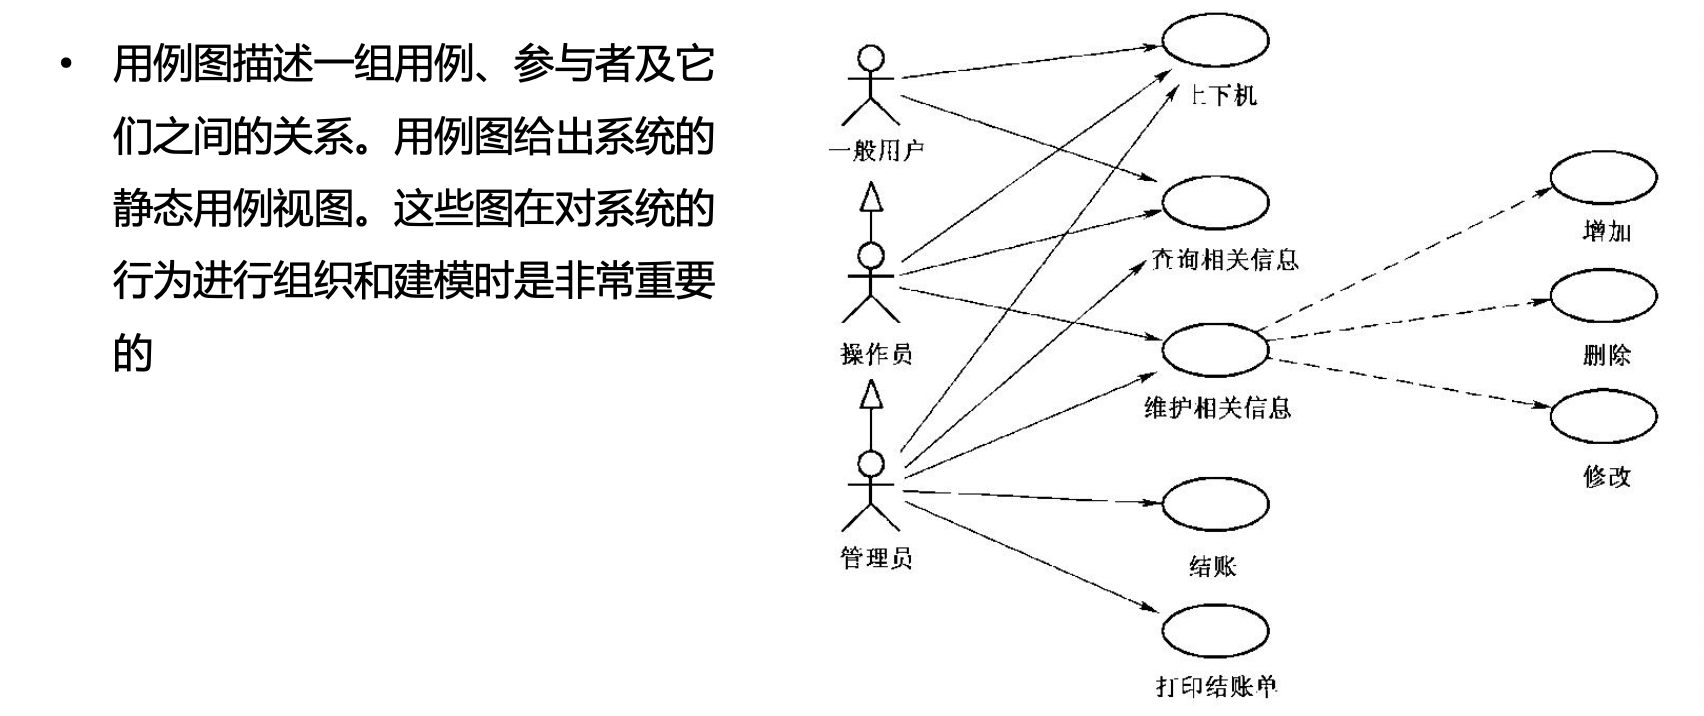 • 用例图描述一组用例、参与者及它
们之间的关系。用例图给出系统的
静态用例视图。这些图在对系统的
行为进行组织和建模时是非常重要
的
上下机
一般用户
查询相关信息
增加
操作员
删除
维护相关信息
修改
管理员
结账
打印结账单